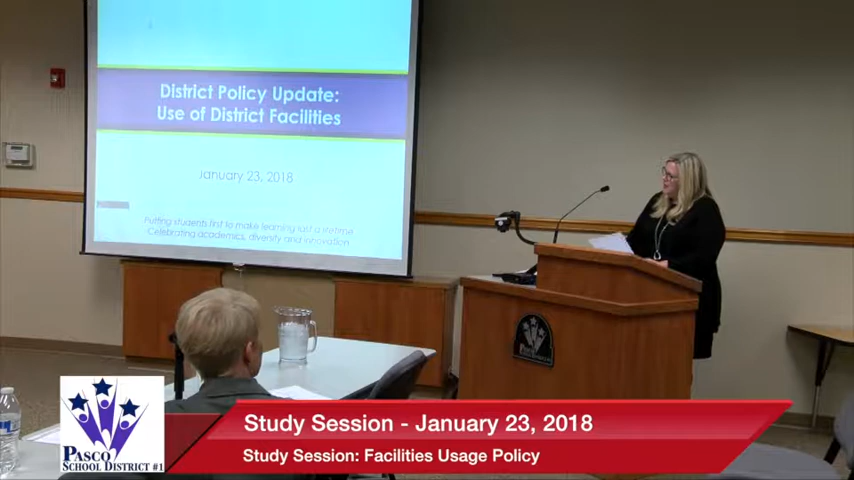 District Policy Update:
Use of District Facilities
January 23, 2018
Putting students first to make learning last a lifetime
Celebrating academics, diversity and innovation
PASCO
Study Session - January 23, 2018
Study Session: Facilities Usage Policy
PASCO
SCHOOL DISTRICT #1